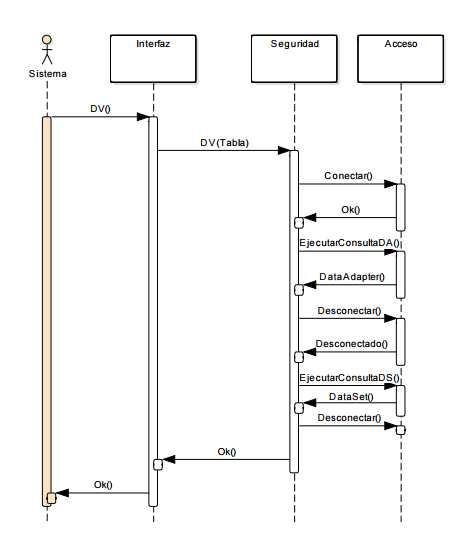 Interfaz
Seguridad
Acceso
Sistema
DV()
DV(Tabla)
Conectar()
Ok()
EjecutarConsultaDA()
DataAdapter()
Desconectar()
Desconectado()
EjecutarConsultaDS()
DataSet()
Desconectar()
Ok()
Ok()